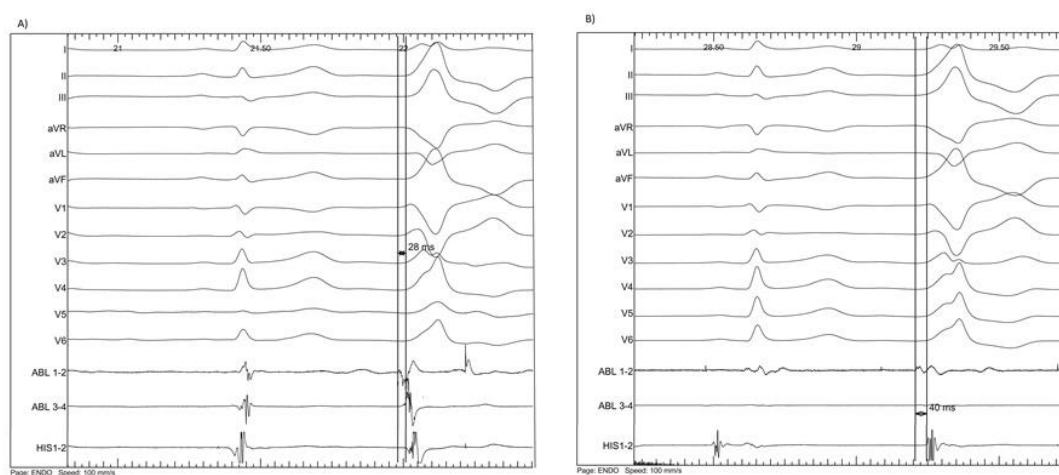 A)
21 21.50 22
I
II
III
aVR
aVL
aVF
V1
V2
28 ms
V3
V4
V5
V6
ABL 1-2
ABL 3-4
HIS1-2
Page: ENDO Speed: 100 mm/s
B)
28.50 29 29.50
I
II
III
aVR
aVL
aVF
V1
V2
V3
V4
V5
V6
ABL 1-2
ABL 3-4
40 ms
HIS1-2
Page: ENDO Speed: 100 mm/s